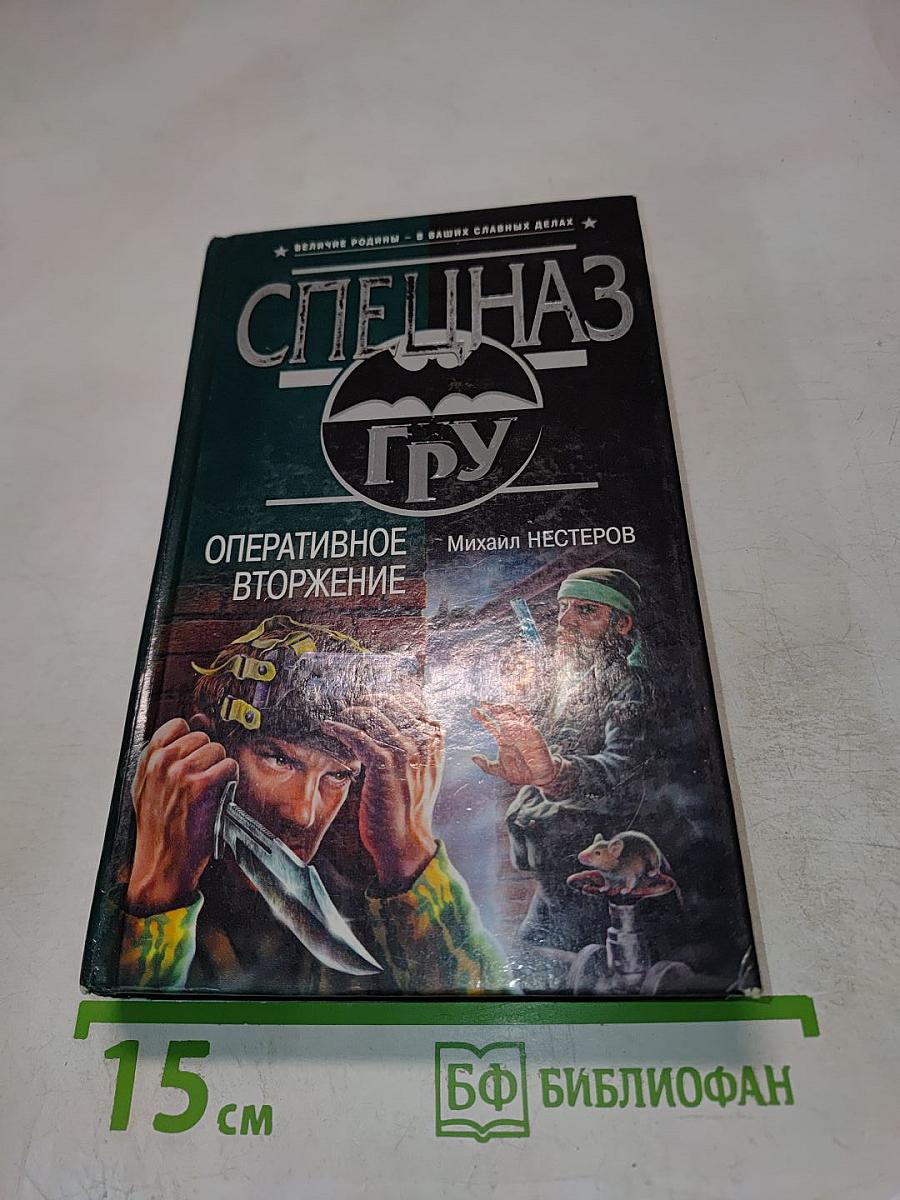 ВЕЛИЧИЕ РОДИНЫ – В ВАШИХ СЛАВНЫХ ДЕЛАХ
СПЕЦНАЗ
ГРУ
ОПЕРАТИВНОЕ
ВТОРЖЕНИЕ
Михаил НЕСТЕРОВ
15 см
БФ БИБЛИОФАН